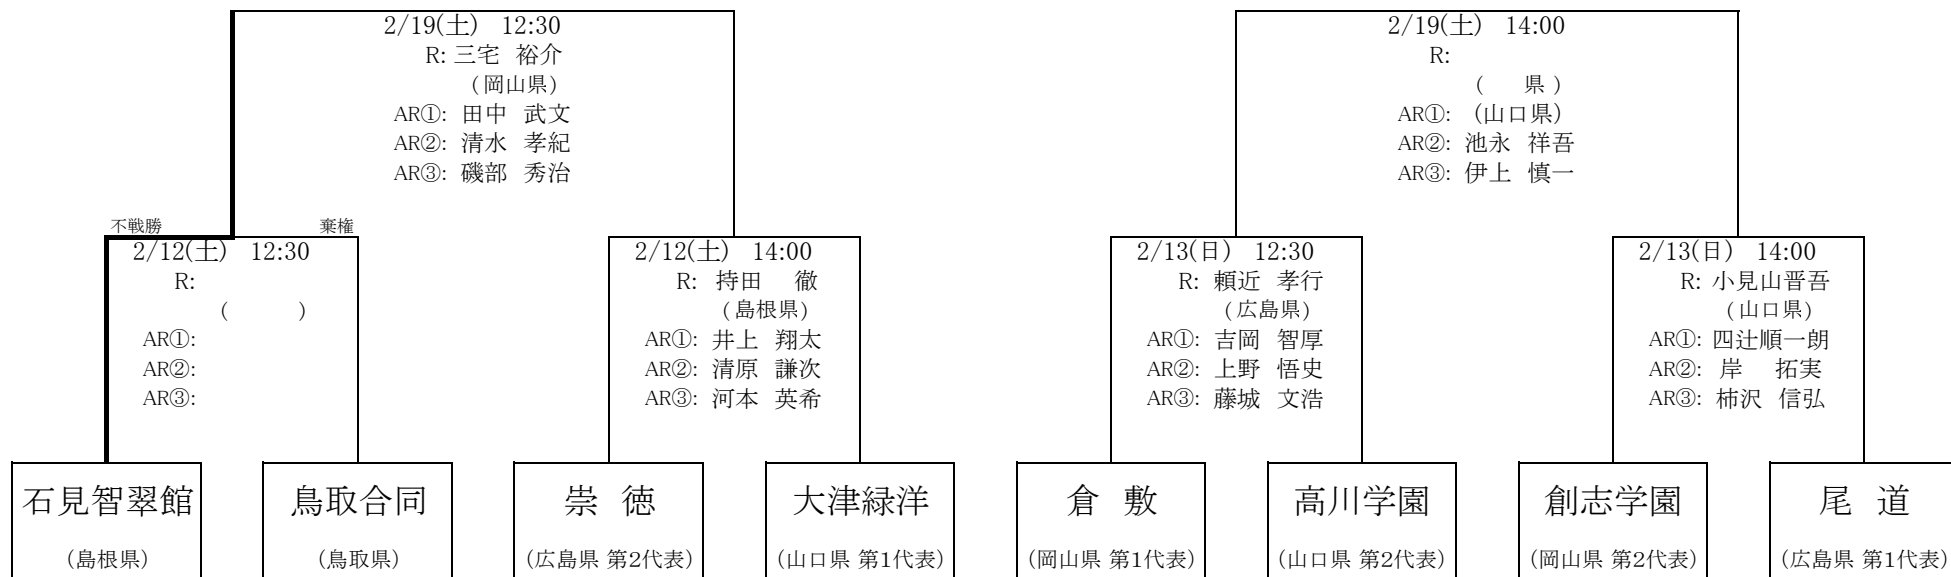 2/19(土) 12:30
R: 三宅 裕介
(岡山県)
AR①: 田中 武文
AR②: 清水 孝紀
AR③: 磯部 秀治
2/19(土) 14:00
R:
( 県 )
AR①: (山口県)
AR②: 池永 祥吾
AR③: 伊上 慎一
不戦勝 棄権
2/12(土) 12:30
R:
( )
AR①:
AR②:
AR③:
2/12(土) 14:00
R: 持田 徹
(島根県)
AR①: 井上 翔太
AR②: 清原 謙次
AR③: 河本 英希
2/13(日) 12:30
R: 頼近 孝行
(広島県)
AR①: 吉岡 智厚
AR②: 上野 悟史
AR③: 藤城 文浩
2/13(日) 14:00
R: 小見山晋吾
(山口県)
AR①: 四辻順一朗
AR②: 岸 拓実
AR③: 柿沢 信弘
石見智翠館
(島根県)
鳥取合同
(鳥取県)
崇 徳
(広島県 第2代表)
大津緑洋
(山口県 第1代表)
倉 敷
(岡山県 第1代表)
高川学園
(山口県 第2代表)
創志学園
(岡山県 第2代表)
尾 道
(広島県 第1代表)